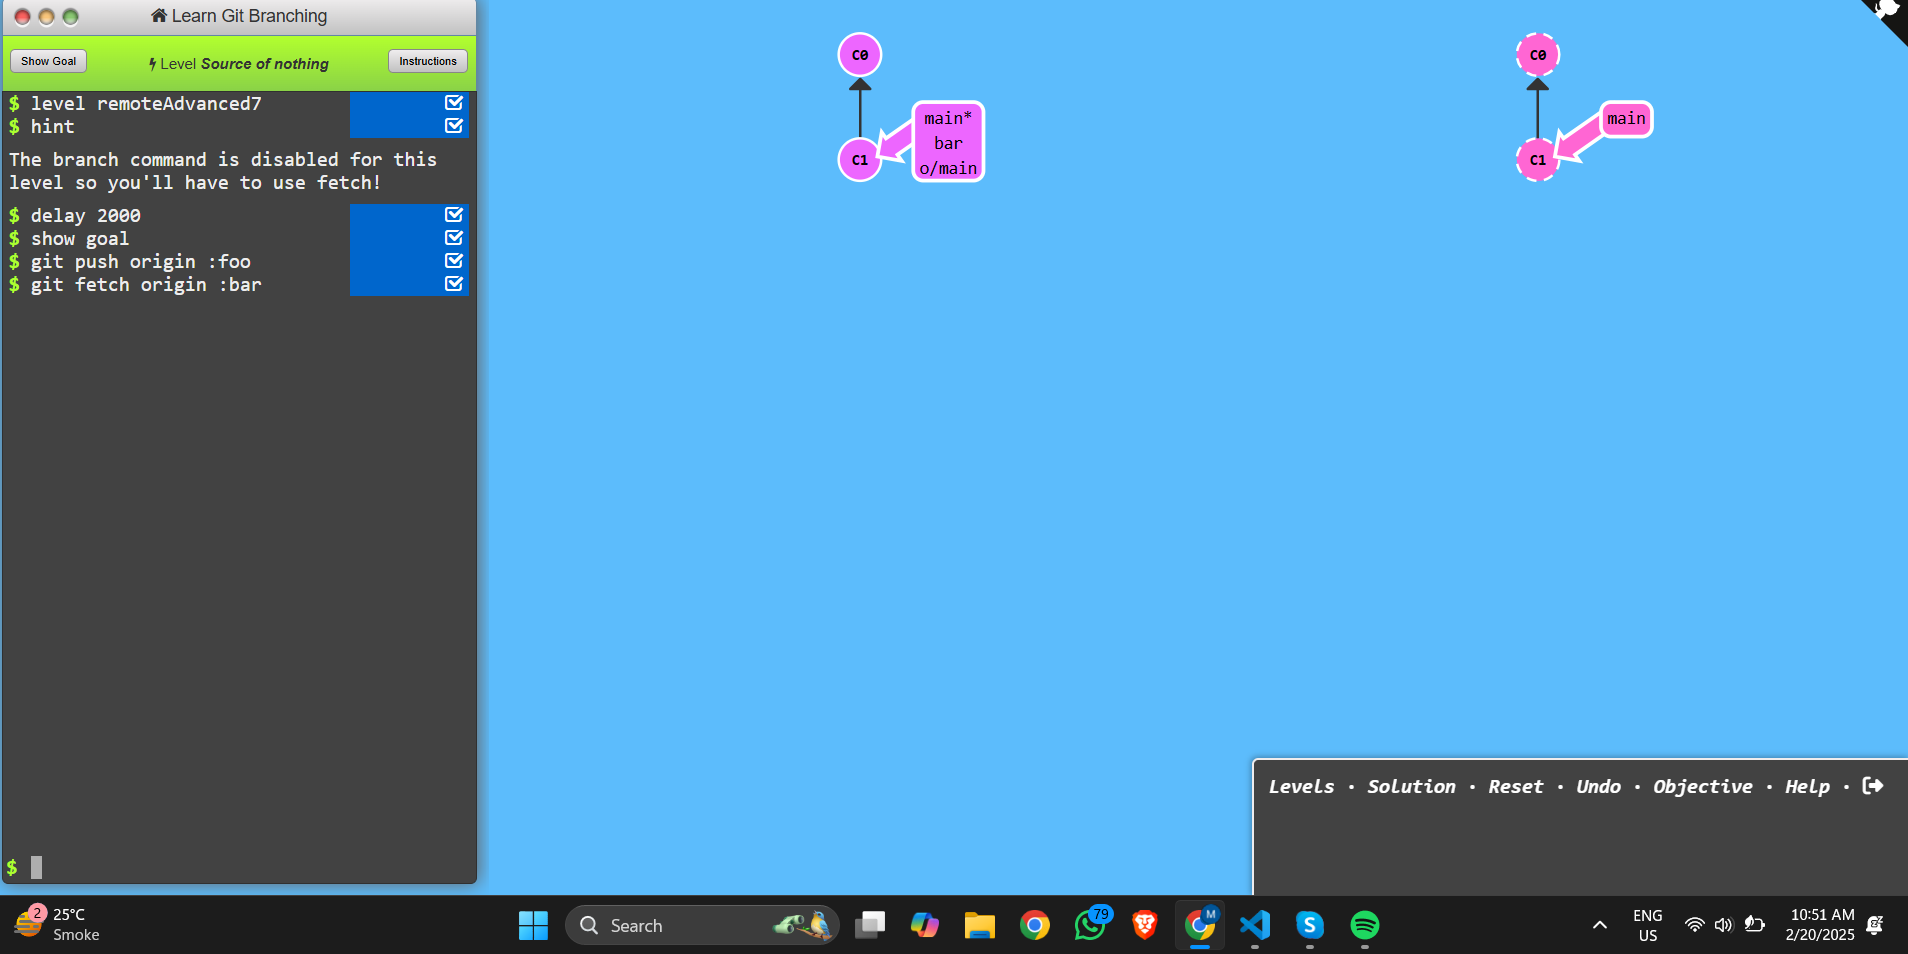 Learn Git Branching
Show Goal
Level Source of nothing
Instructions
$ level remoteAdvanced7
$ hint
The branch command is disabled for this
level so you'll have to use fetch!
$ delay 2000
$ show goal
$ git push origin :foo
$ git fetch origin :bar
$
C0
C1
main*
bar
o/main
C0
C1
main
Levels · Solution · Reset · Undo · Objective · Help ·
2
25°C
Smoke
Search
79
M
S
ENG
US
10:51 AM
2/20/2025